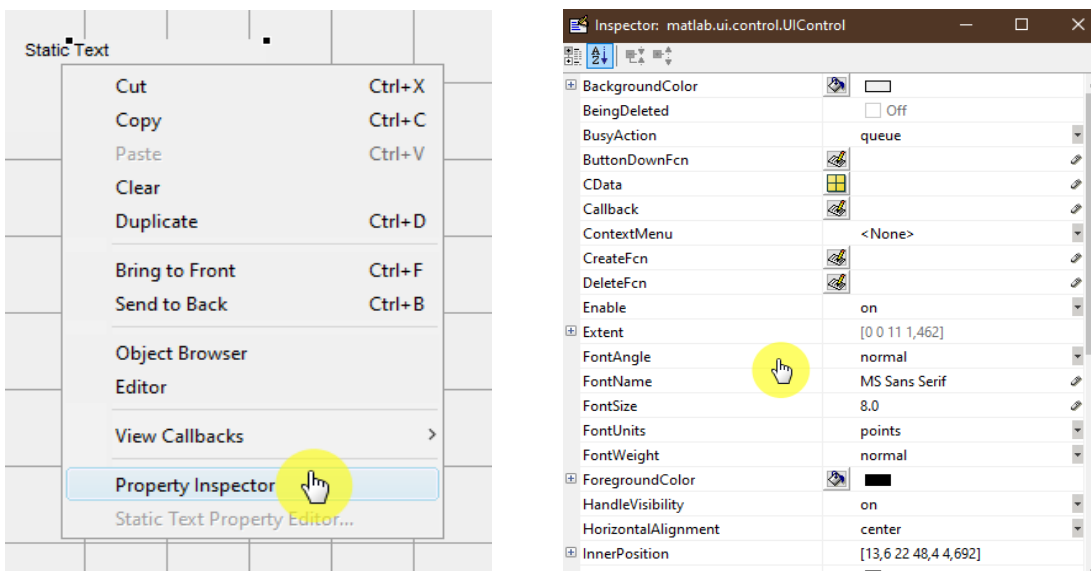 Static Text
Cut Ctrl+X
Copy Ctrl+C
Paste Ctrl+V
Clear
Duplicate Ctrl+D
Bring to Front Ctrl+F
Send to Back Ctrl+B
Object Browser
Editor
View Callbacks
Property Inspector
Static Text Property Editor...
Inspector: matlab.ui.control.UIControl
BackgroundColor
BeingDeleted Off
BusyAction queue
ButtonDownFcn
CData
Callback
ContextMenu <None>
CreateFcn
DeleteFcn
Enable on
Extent [0 0 11 1,462]
FontAngle normal
FontName MS Sans Serif
FontSize 8.0
FontUnits points
FontWeight normal
ForegroundColor
HandleVisibility on
HorizontalAlignment center
InnerPosition [13,6 22 48,4 4,692]